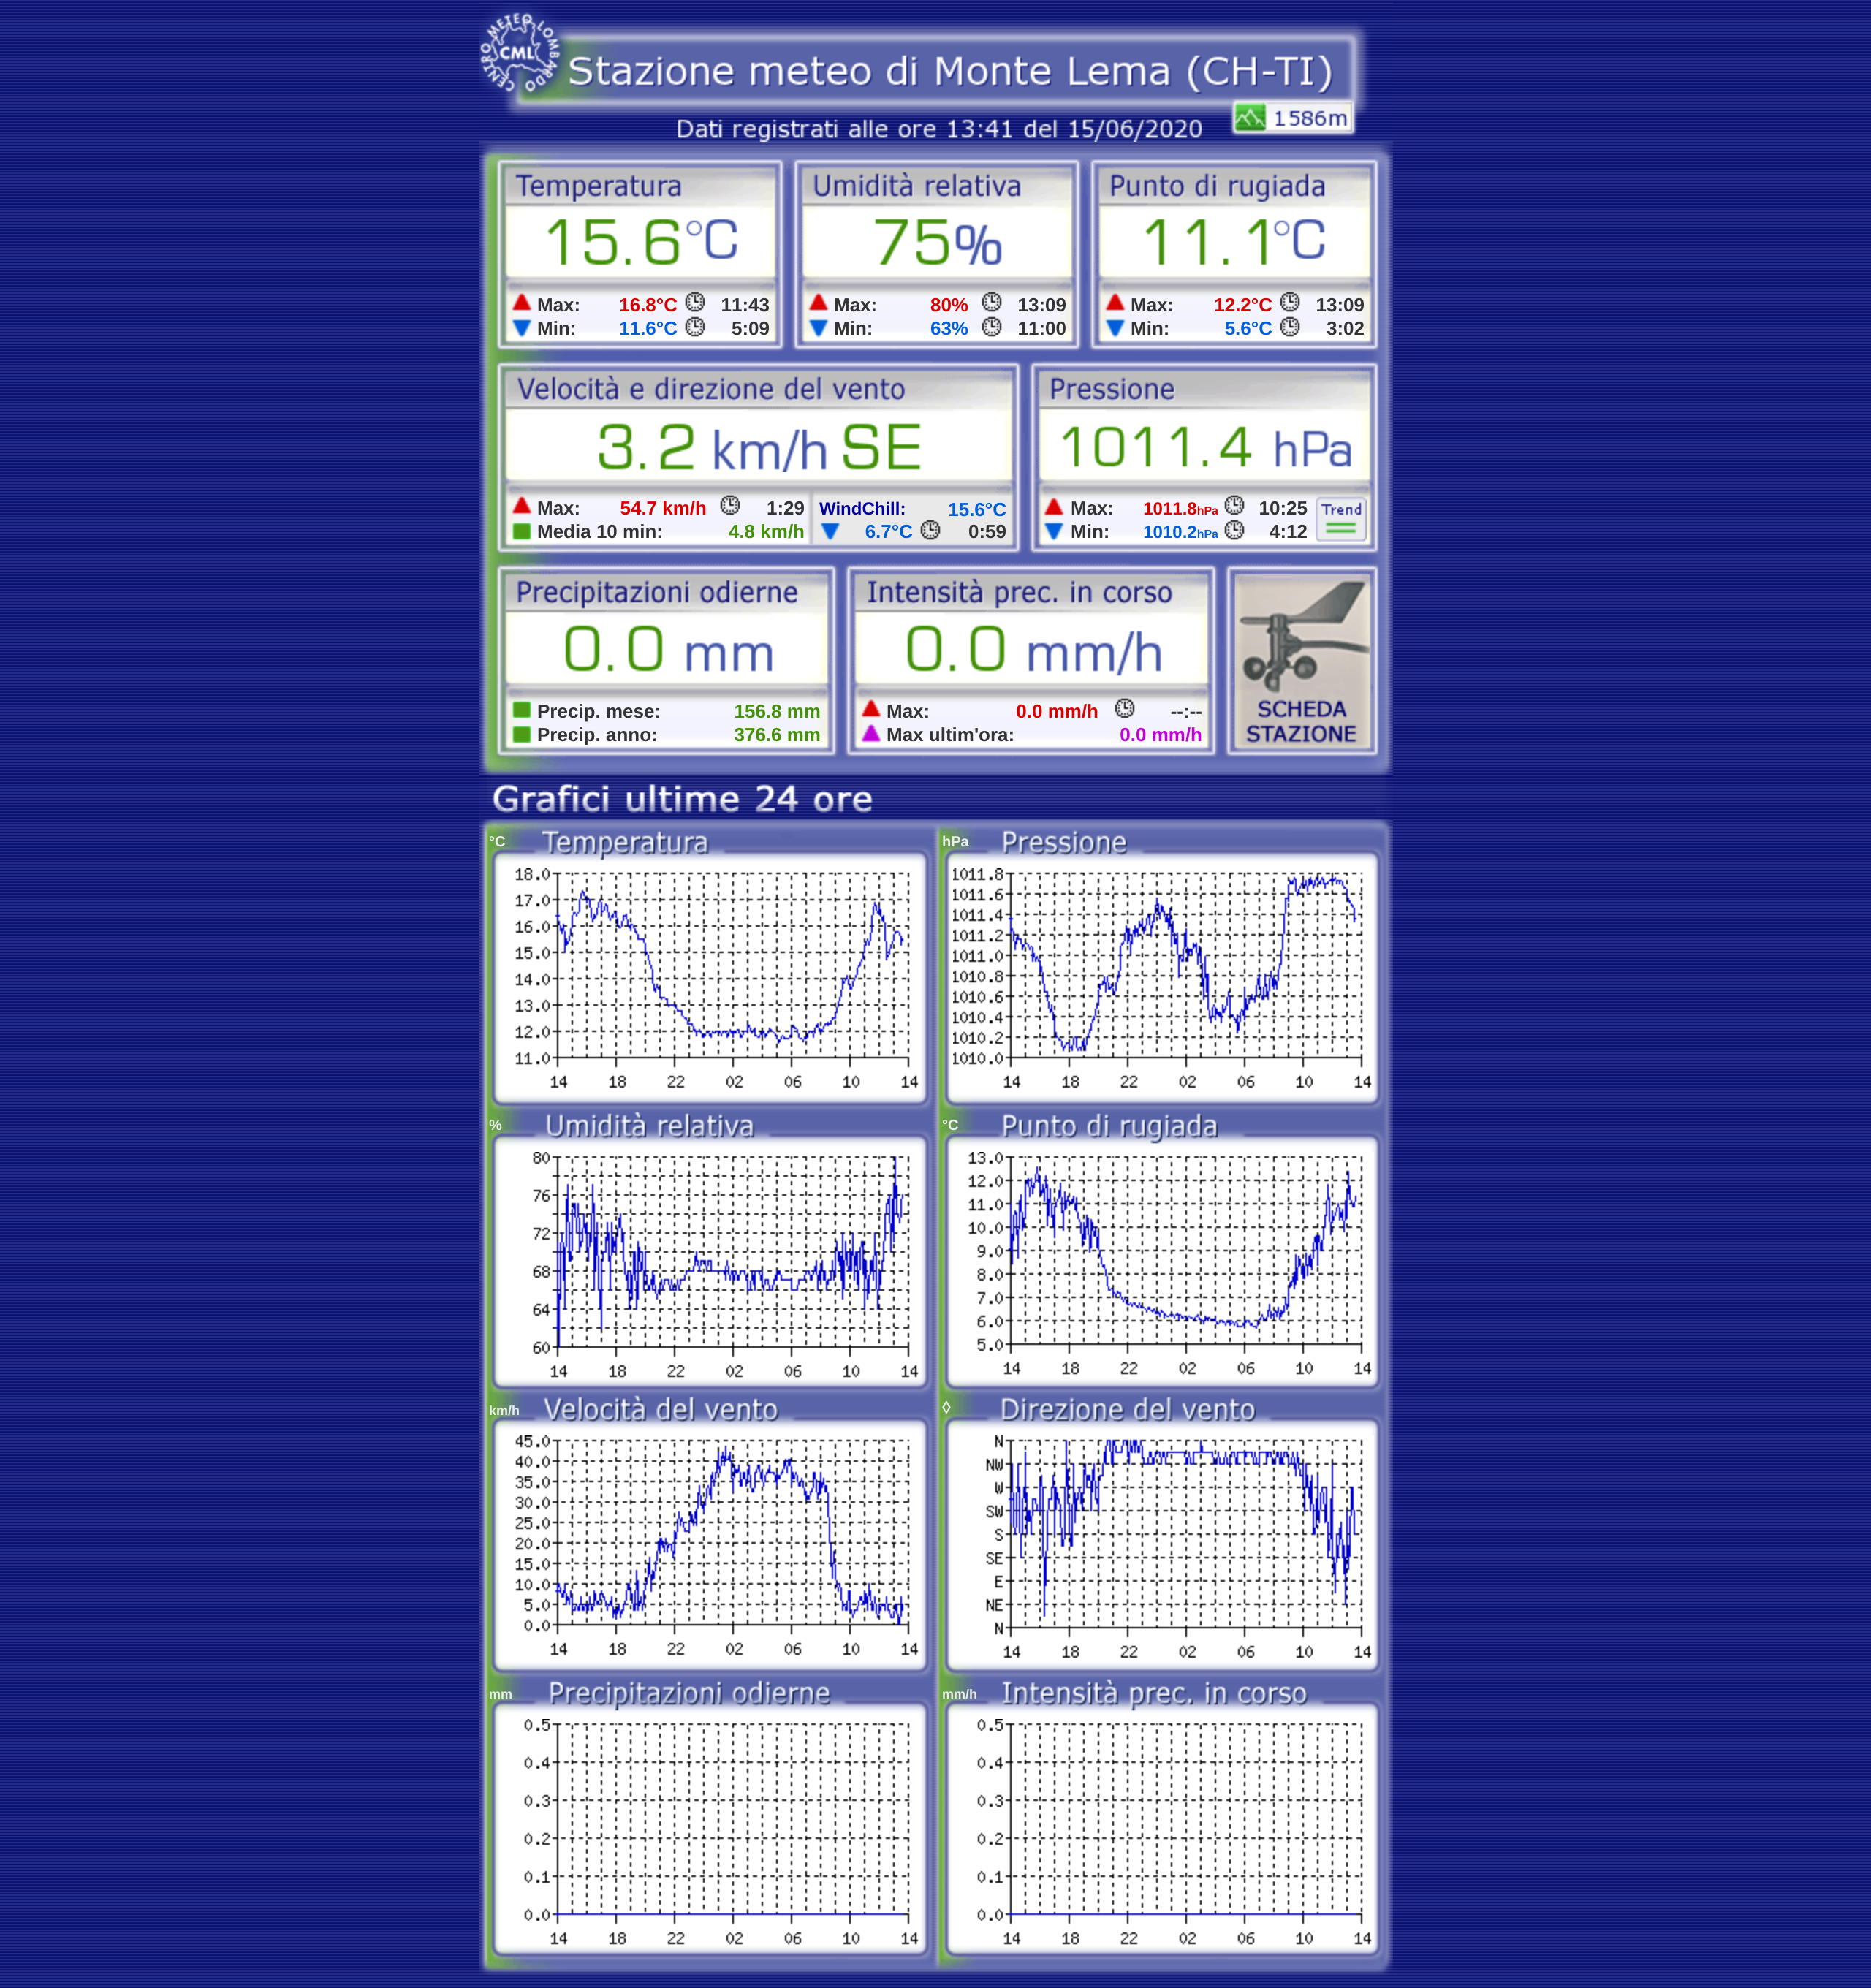 CENTRO METEO LOMBARDO
CML
Stazione meteo di Monte Lema (CH-TI)
1586m
Dati registrati alle ore 13:41 del 15/06/2020
Temperatura
15.6°C
Max: 16.8°C 11:43
Min: 11.6°C 5:09
Umidità relativa
75%
Max: 80% 13:09
Min: 63% 11:00
Punto di rugiada
11.1°C
Max: 12.2°C 13:09
Min: 5.6°C 3:02
Velocità e direzione del vento
3.2 km/h SE
Max: 54.7 km/h 1:29
Media 10 min: 4.8 km/h
WindChill: 15.6°C
6.7°C 0:59
Pressione
1011.4 hPa
Max: 1011.8hPa 10:25
Min: 1010.2hPa 4:12
Trend
Precipitazioni odierne
0.0 mm
Precip. mese: 156.8 mm
Precip. anno: 376.6 mm
Intensità prec. in corso
0.0 mm/h
Max: 0.0 mm/h --:--
Max ultim'ora: 0.0 mm/h
SCHEDA
STAZIONE
Grafici ultime 24 ore
°C Temperatura
18.0
17.0
16.0
15.0
14.0
13.0
12.0
11.0
14 18 22 02 06 10 14
hPa Pressione
1011.8
1011.6
1011.4
1011.2
1011.0
1010.8
1010.6
1010.4
1010.2
1010.0
14 18 22 02 06 10 14
% Umidità relativa
80
76
72
68
64
60
14 18 22 02 06 10 14
°C Punto di rugiada
13.0
12.0
11.0
10.0
9.0
8.0
7.0
6.0
5.0
14 18 22 02 06 10 14
km/h Velocità del vento
45.0
40.0
35.0
30.0
25.0
20.0
15.0
10.0
5.0
0.0
14 18 22 02 06 10 14
◊ Direzione del vento
N
NW
W
SW
S
SE
E
NE
N
14 18 22 02 06 10 14
mm Precipitazioni odierne
0.5
0.4
0.3
0.2
0.1
0.0
14 18 22 02 06 10 14
mm/h Intensità prec. in corso
0.5
0.4
0.3
0.2
0.1
0.0
14 18 22 02 06 10 14